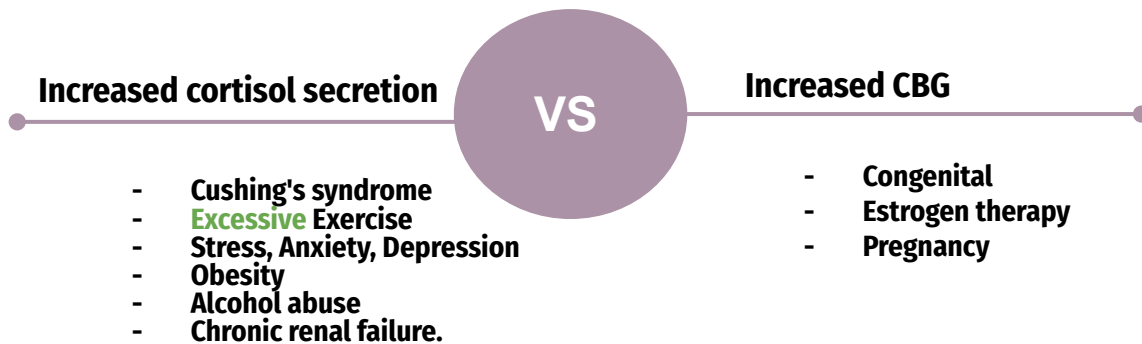 Increased cortisol secretion
VS
Increased CBG
- Cushing's syndrome
- Excessive Exercise
- Stress, Anxiety, Depression
- Obesity
- Alcohol abuse
- Chronic renal failure.
- Congenital
- Estrogen therapy
- Pregnancy